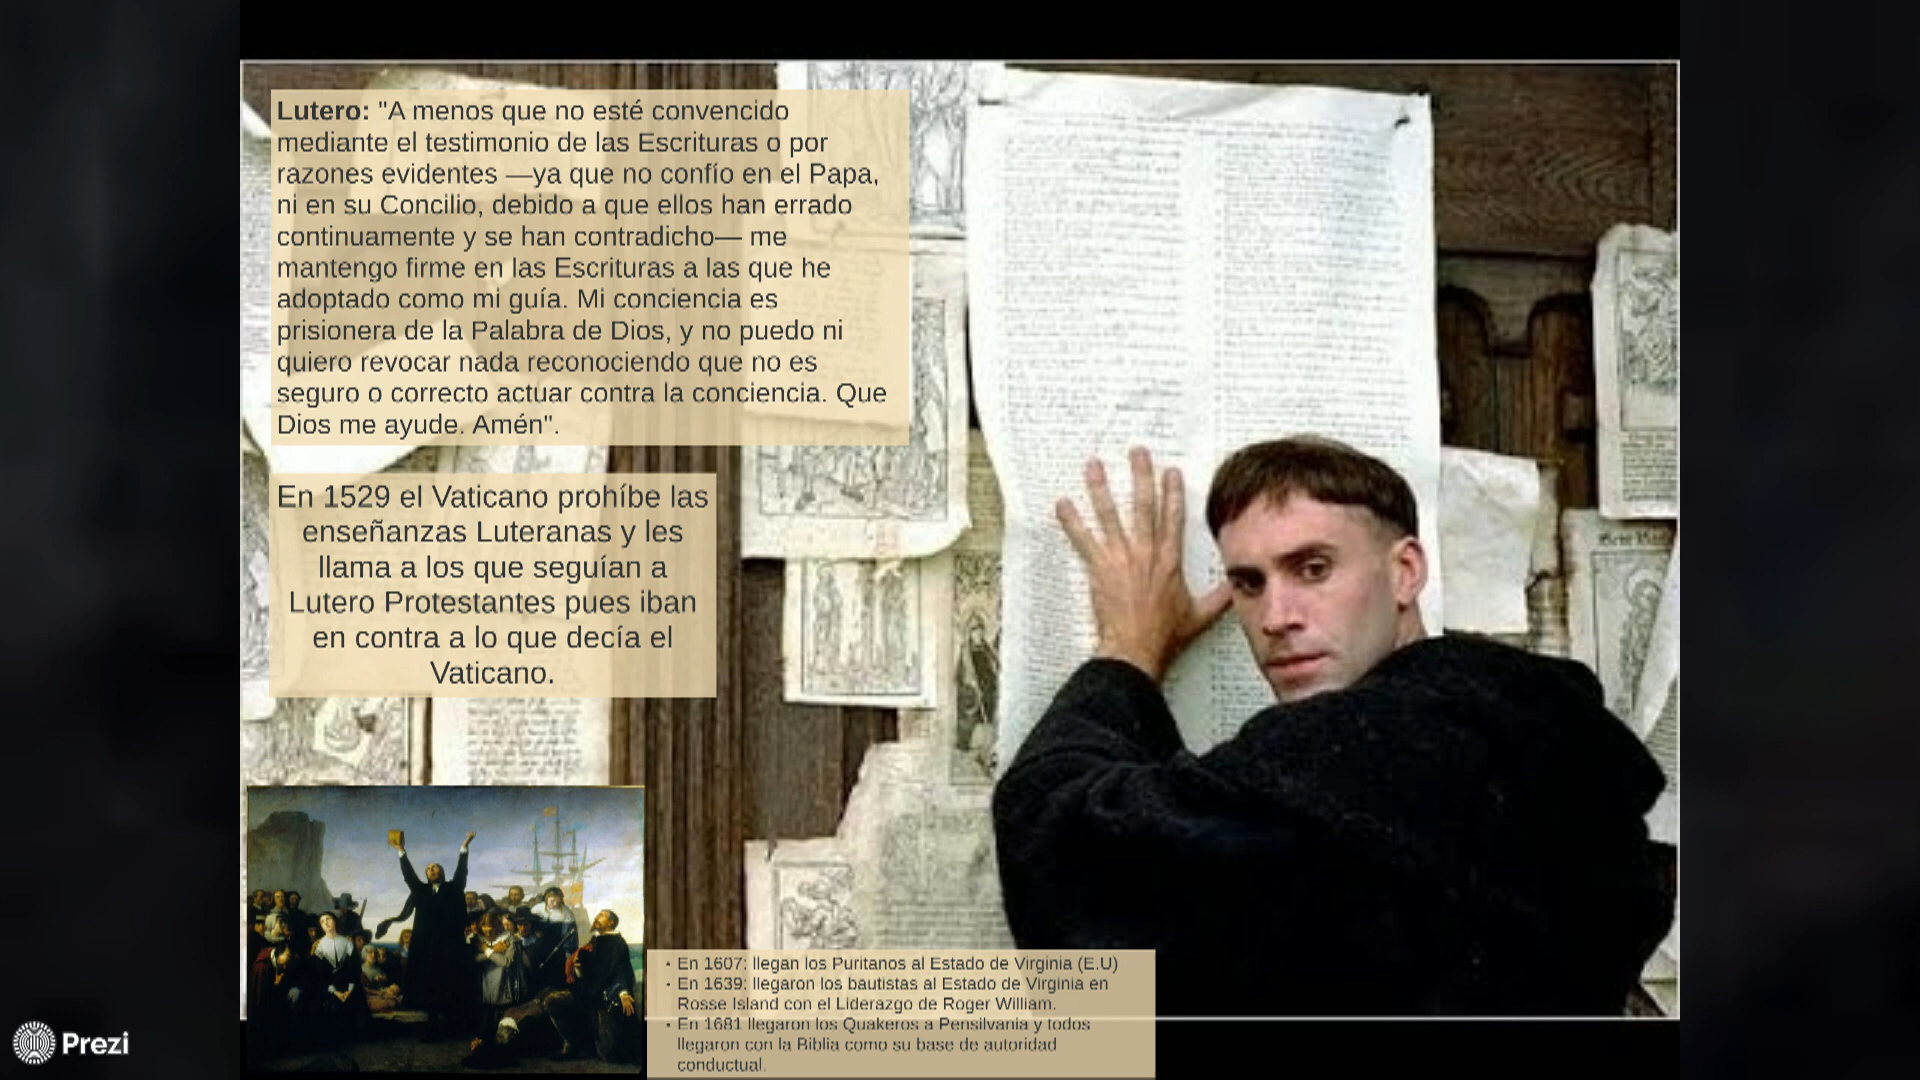 Lutero: "A menos que no esté convencido
mediante el testimonio de las Escrituras o por
razones evidentes —ya que no confío en el Papa,
ni en su Concilio, debido a que ellos han errado
continuamente y se han contradicho— me
mantengo firme en las Escrituras a las que he
adoptado como mi guía. Mi conciencia es
prisionera de la Palabra de Dios, y no puedo ni
quiero revocar nada reconociendo que no es
seguro o correcto actuar contra la conciencia. Que
Dios me ayude. Amén".
En 1529 el Vaticano prohíbe las
enseñanzas Luteranas y les
llama a los que seguían a
Lutero Protestantes pues iban
en contra a lo que decía el
Vaticano.
• En 1607: llegan los Puritanos al Estado de Virginia (E.U)
• En 1639: llegaron los bautistas al Estado de Virginia en
Rosse Island con el Liderazgo de Roger William.
• En 1681 llegaron los Quakeros a Pensilvania y todos
llegaron con la Biblia como su base de autoridad
conductual.
Prezi